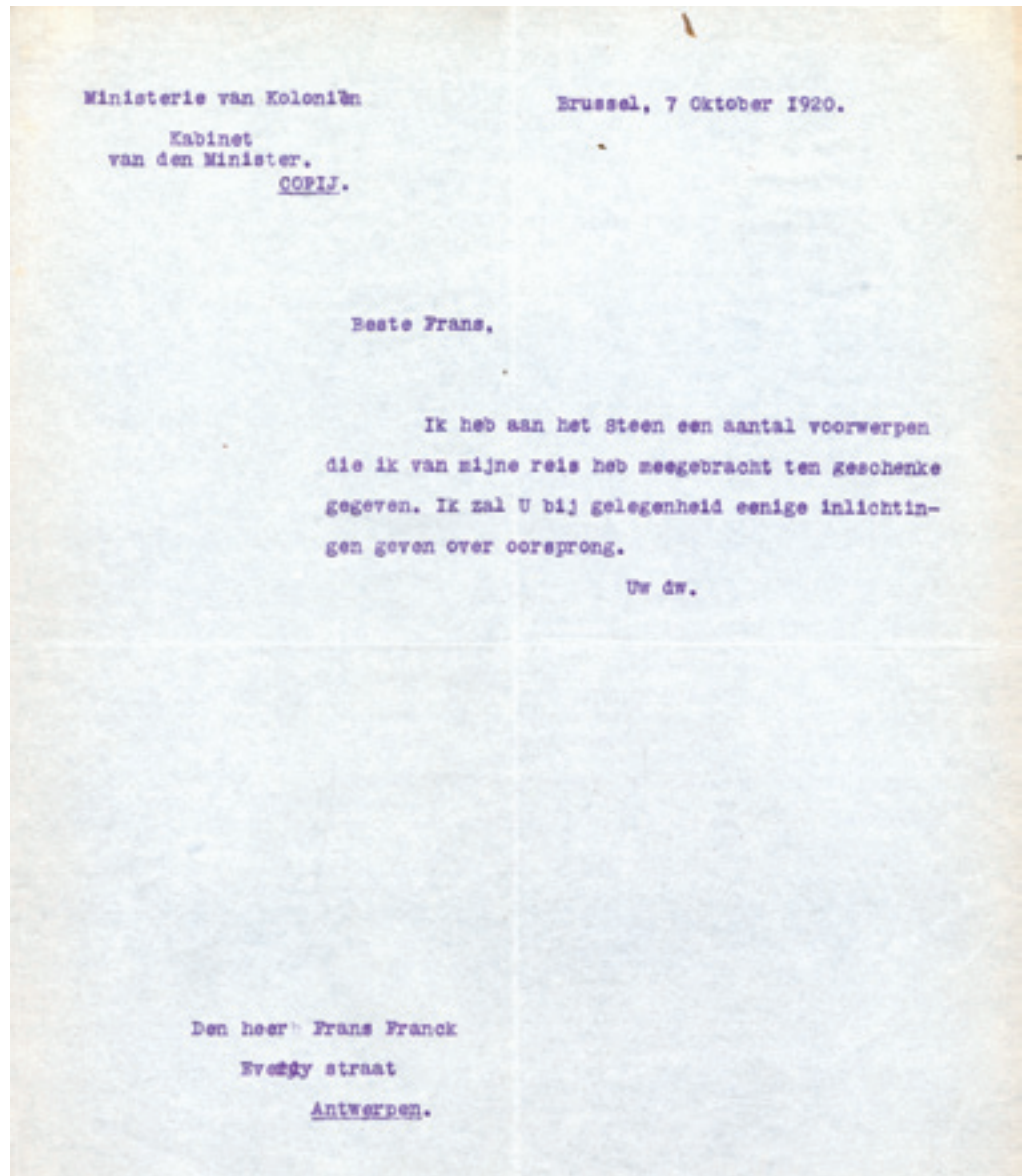 Ministerie van Koloniën
Brussel, 7 Oktober I920.
Kabinet
van den Minister.
COPIJ.
Beste Frans,
Ik heb aan het Steen een aantal voorwerpen
die ik van mijne reis heb meegebracht ten geschenke
gegeven. Ik zal U bij gelegenheid eenige inlichtin-
gen geven over oorsprong.
Uw dw.
Den heer Frans Franck
straat
Antwerpen.